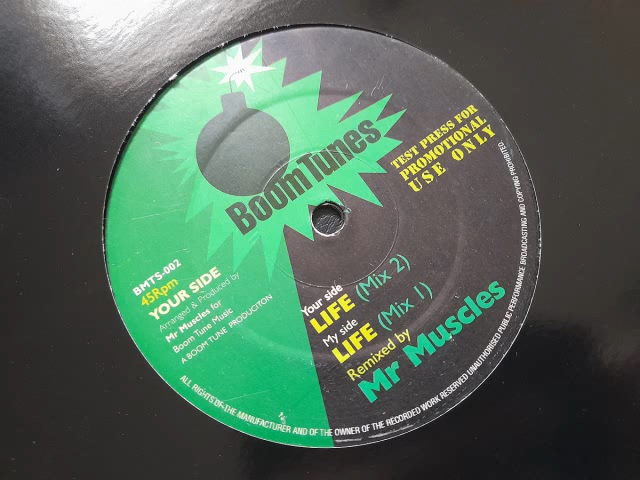 Boom Tunes
TEST PRESS FOR
PROMOTIONAL
USE ONLY
BMTS-002
45Rpm
YOUR SIDE
Arranged & Produced by
Mr Muscles for
Boom Tune Music
A BOOM TUNE PRODUCITON
Your side
LIFE (Mix 2)
My side
LIFE (Mix 1)
Remixed by
Mr Muscles
ALL RIGHTS OF THE MANUFACTURER AND OF THE OWNER OF THE RECORDED WORK RESERVED UNAUTHORISED PUBLIC PERFORMANCE BROADCASTING AND COPYING PROHIBITED